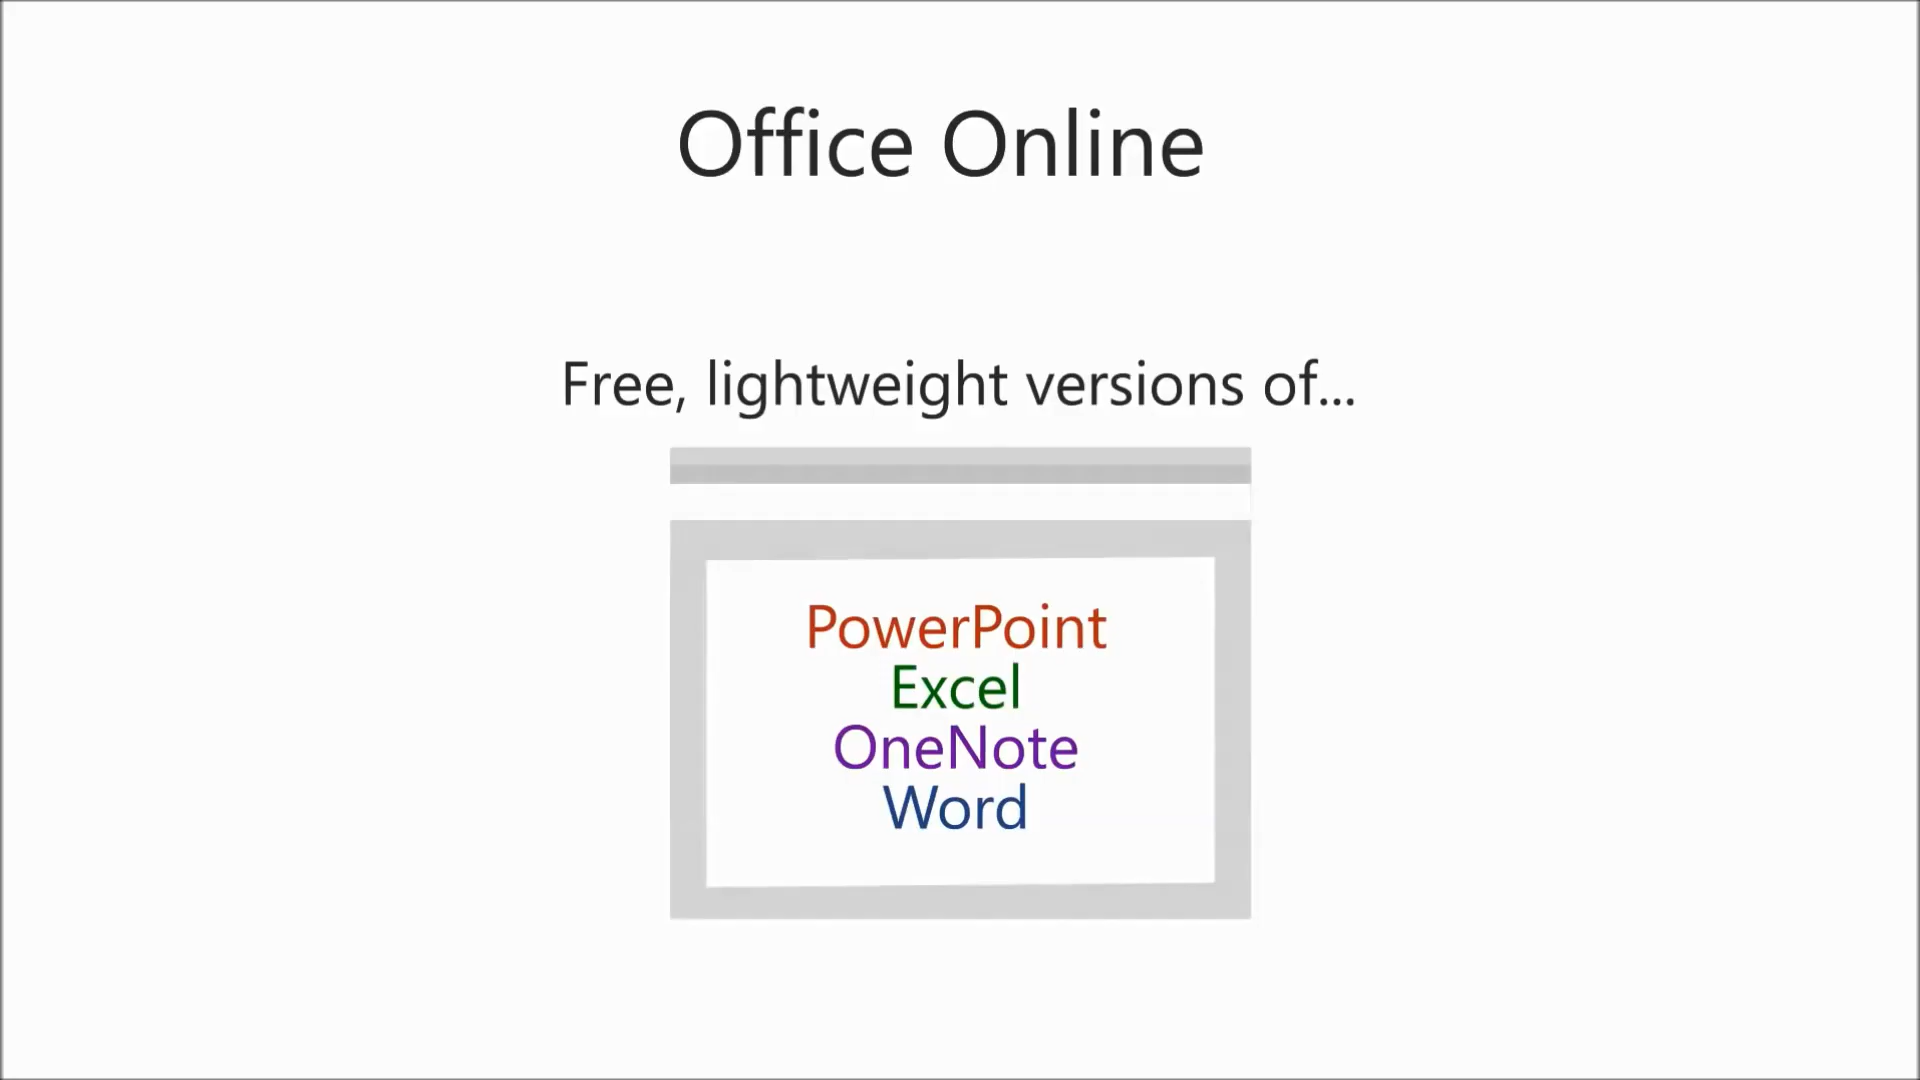 Office Online
Free, lightweight versions of...
PowerPoint
Excel
OneNote
Word